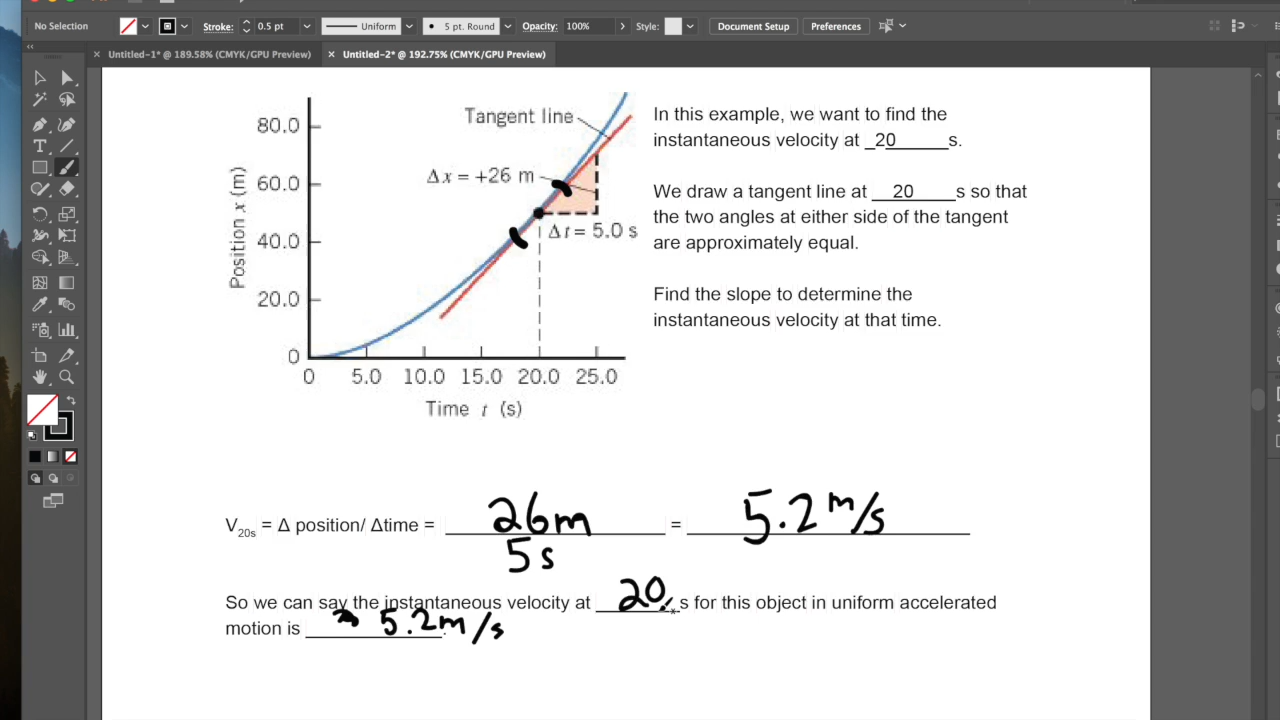 No Selection Stroke: 0.5 pt Uniform 5 pt. Round Opacity: 100% Style: Document Setup Preferences
× Untitled-1* @ 189.58% (CMYK/GPU Preview) × Untitled-2* @ 192.75% (CMYK/GPU Preview)
80.0
60.0
40.0
20.0
0
Position x (m)
Tangent line
Δx = +26 m
Δt = 5.0 s
0 5.0 10.0 15.0 20.0 25.0
Time t (s)
In this example, we want to find the
instantaneous velocity at _20______s.
We draw a tangent line at __20____s so that
the two angles at either side of the tangent
are approximately equal.
Find the slope to determine the
instantaneous velocity at that time.
V20s = Δ position/ Δtime = 26m = 5.2 m/s
5s
So we can say the instantaneous velocity at 20 s for this object in uniform accelerated
motion is 5.2m/s.